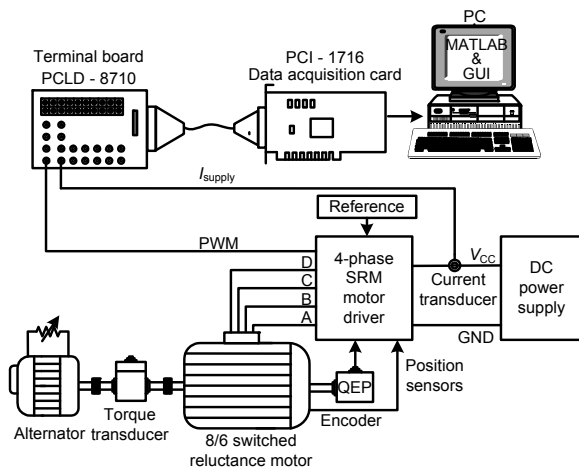 PC
Terminal board
PCLD - 8710
PCI - 1716
Data acquisition card
MATLAB
&
GUI
Isupply
Reference
PWM
D
C
B
A
4-phase
SRM
motor
driver
VCC
Current
transducer
GND
DC
power
supply
Position
sensors
QEP
Encoder
Alternator
Torque
transducer
8/6 switched
reluctance motor